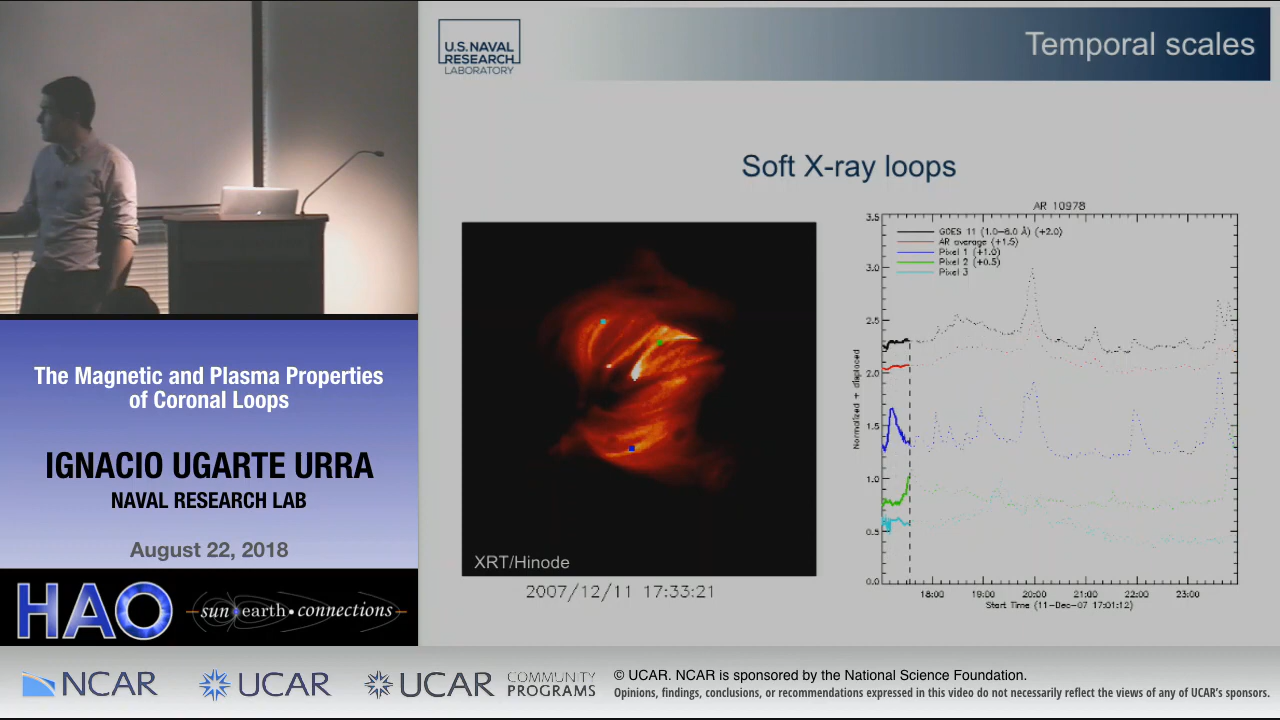 U.S. NAVAL
RESEARCH
LABORATORY
Temporal scales
Soft X-ray loops
XRT/Hinode
2007/12/11 17:33:21
AR 10978
GOES 11 (1.0-8.0 Å) (+2.0)
AR average (+1.5)
Pixel 1 (+1.0)
Pixel 2 (+0.5)
Pixel 3
Normalized + displaced
3.5
3.0
2.5
2.0
1.5
1.0
0.5
0.0
18:00 19:00 20:00 21:00 22:00 23:00
Start Time (11-Dec-07 17:01:12)
The Magnetic and Plasma Properties
of Coronal Loops
IGNACIO UGARTE URRA
NAVAL RESEARCH LAB
August 22, 2018
HAO
sun•earth•connections
NCAR
UCAR
UCAR
COMMUNITY
PROGRAMS
© UCAR. NCAR is sponsored by the National Science Foundation.
Opinions, findings, conclusions, or recommendations expressed in this video do not necessarily reflect the views of any of UCAR's sponsors.